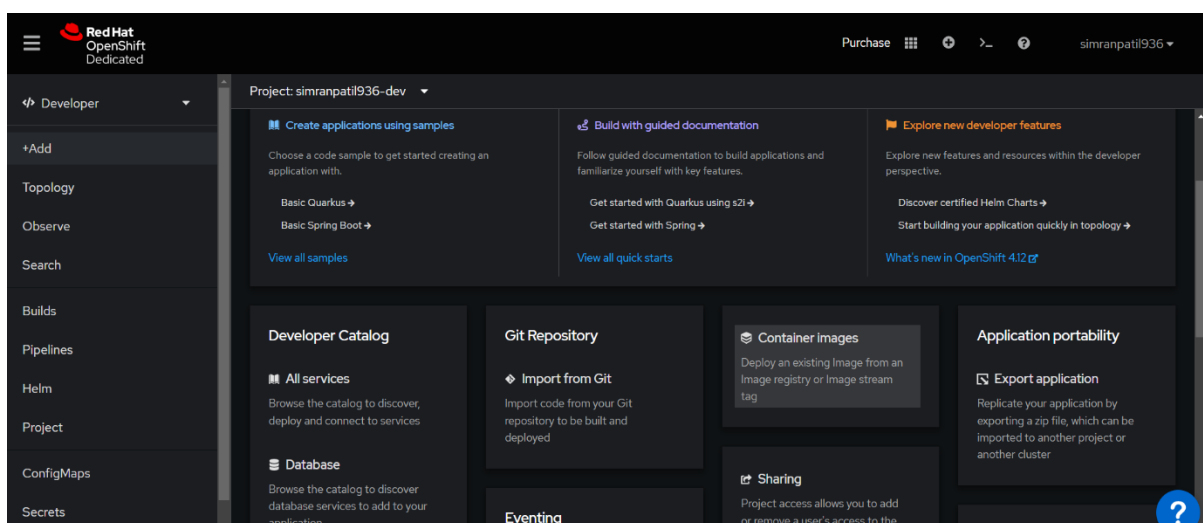 Red Hat
OpenShift
Dedicated
Purchase
simranpatil936
Developer
+Add
Topology
Observe
Search
Builds
Pipelines
Helm
Project
ConfigMaps
Secrets
Project: simranpatil936-dev
Create applications using samples
Choose a code sample to get started creating an
application with.
Basic Quarkus →
Basic Spring Boot →
View all samples
Build with guided documentation
Follow guided documentation to build applications and
familiarize yourself with key features.
Get started with Quarkus using s2i →
Get started with Spring →
View all quick starts
Explore new developer features
Explore new features and resources within the developer
perspective.
Discover certified Helm Charts →
Start building your application quickly in topology →
What's new in OpenShift 4.12
Developer Catalog
All services
Browse the catalog to discover,
deploy and connect to services
Database
Browse the catalog to discover
database services to add to your
application
Git Repository
Import from Git
Import code from your Git
repository to be built and
deployed
Eventing
Container images
Deploy an existing Image from an
Image registry or Image stream
tag
Sharing
Project access allows you to add
or remove a user's access to the
Application portability
Export application
Replicate your application by
exporting a zip file, which can be
imported to another project or
another cluster
?